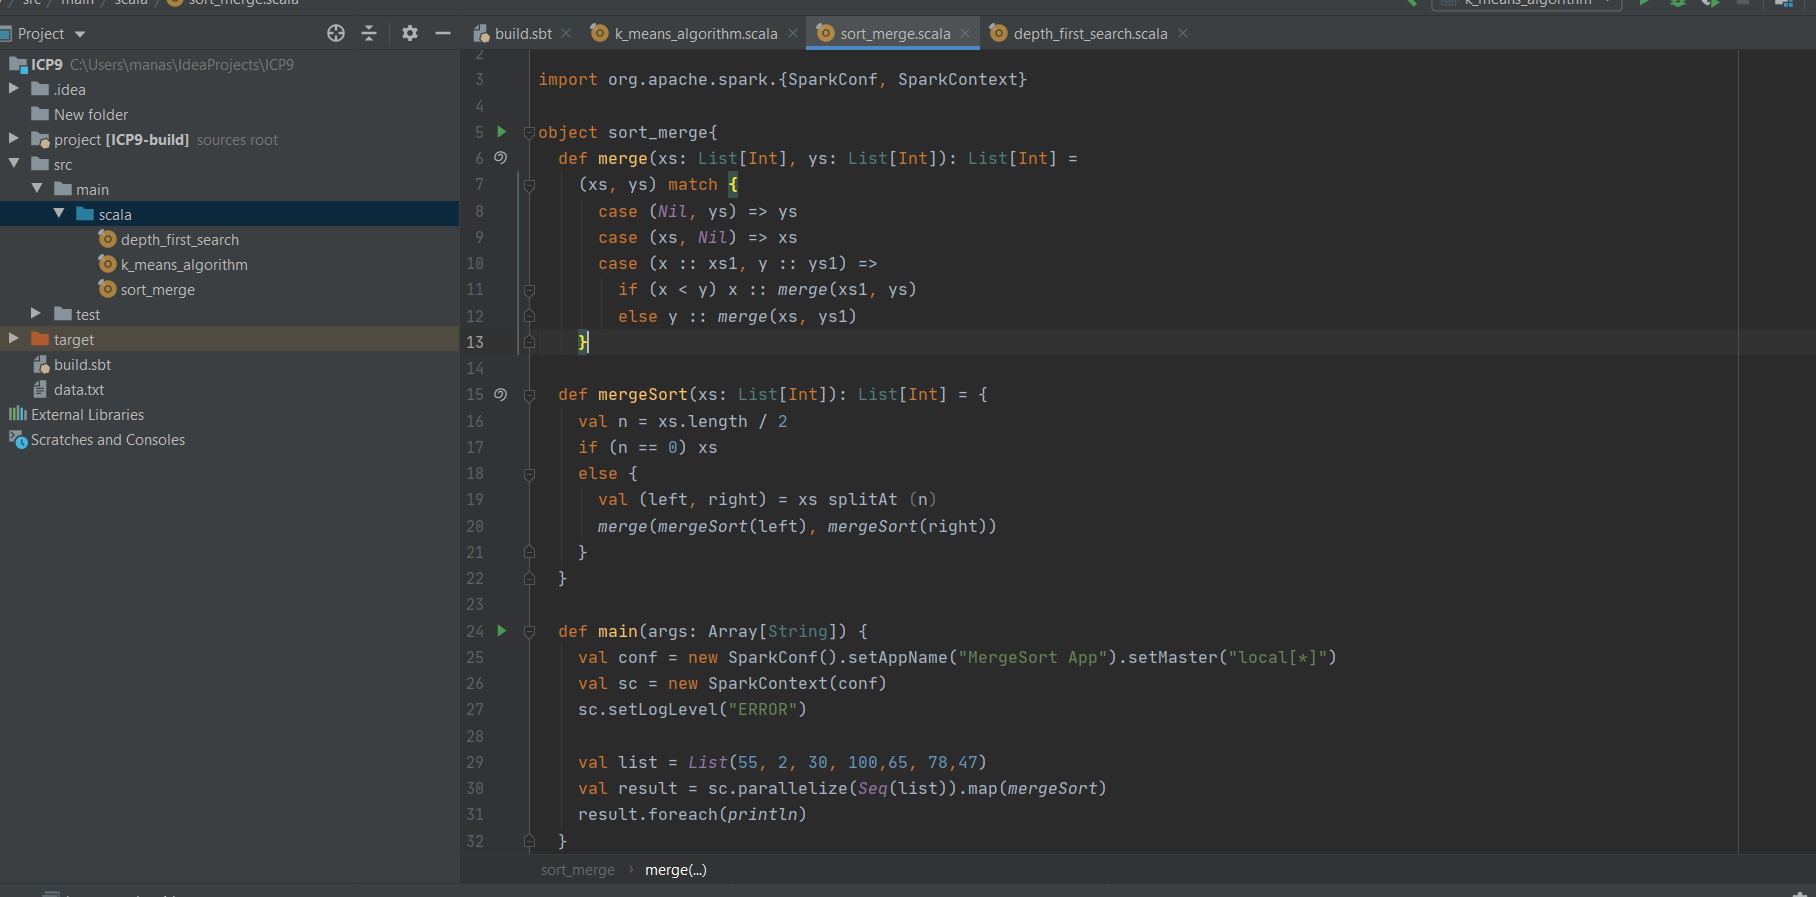 src / main / scala / sort_merge.scala
k_means_algorithm
Project
build.sbt k_means_algorithm.scala sort_merge.scala depth_first_search.scala
ICP9 C:\Users\manas\IdeaProjects\ICP9
.idea
New folder
project [ICP9-build] sources root
src
main
scala
depth_first_search
k_means_algorithm
sort_merge
test
target
build.sbt
data.txt
External Libraries
Scratches and Consoles
2
3 import org.apache.spark.{SparkConf, SparkContext}
4
5 object sort_merge{
6 def merge(xs: List[Int], ys: List[Int]): List[Int] =
7 (xs, ys) match {
8 case (Nil, ys) => ys
9 case (xs, Nil) => xs
10 case (x :: xs1, y :: ys1) =>
11 if (x < y) x :: merge(xs1, ys)
12 else y :: merge(xs, ys1)
13 }
14
15 def mergeSort(xs: List[Int]): List[Int] = {
16 val n = xs.length / 2
17 if (n == 0) xs
18 else {
19 val (left, right) = xs splitAt (n)
20 merge(mergeSort(left), mergeSort(right))
21 }
22 }
23
24 def main(args: Array[String]) {
25 val conf = new SparkConf().setAppName("MergeSort App").setMaster("local[*]")
26 val sc = new SparkContext(conf)
27 sc.setLogLevel("ERROR")
28
29 val list = List(55, 2, 30, 100,65, 78,47)
30 val result = sc.parallelize(Seq(list)).map(mergeSort)
31 result.foreach(println)
32 }
sort_merge › merge(...)